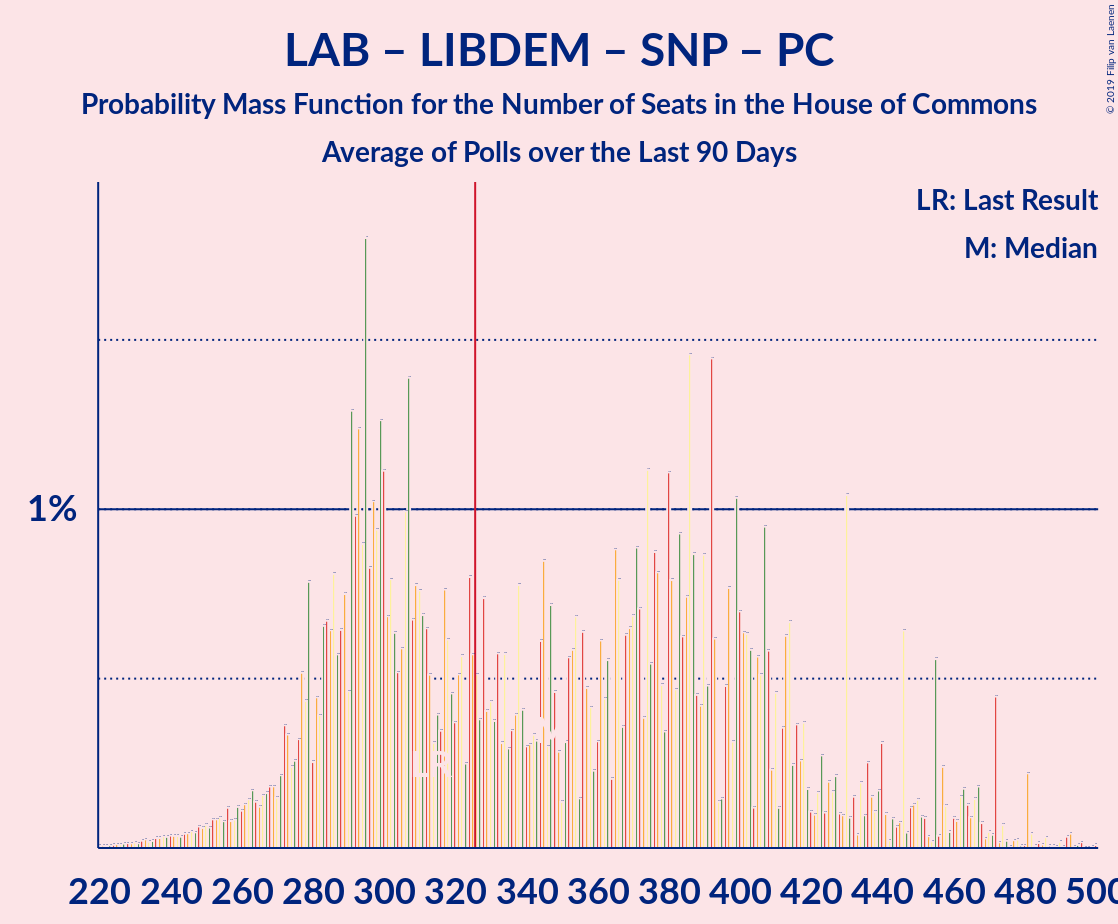 LAB – LIBDEM – SNP – PC
Probability Mass Function for the Number of Seats in the House of Commons
Average of Polls over the Last 90 Days
© 2019 Filip van Laenen
LR: Last Result
M: Median
1%
220 240 260 280 300 320 340 360 380 400 420 440 460 480 500
LR
M